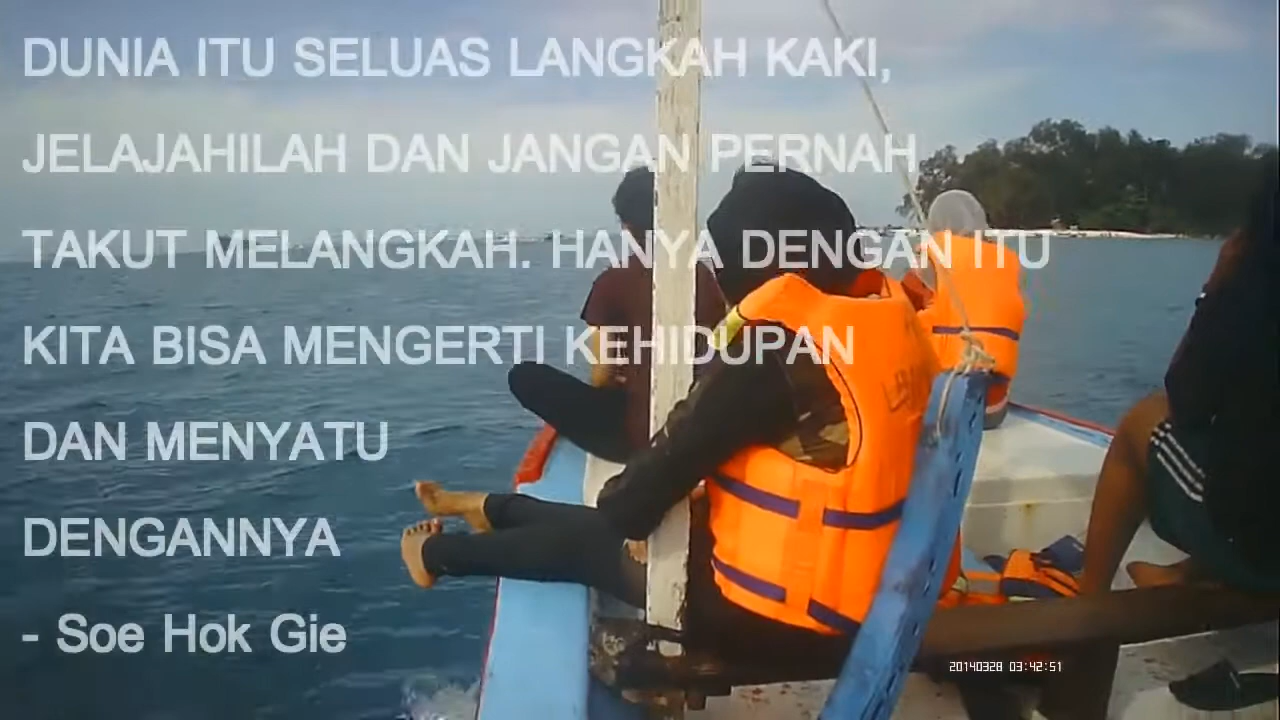 DUNIA ITU SELUAS LANGKAH KAKI,
JELAJAHILAH DAN JANGAN PERNAH
TAKUT MELANGKAH. HANYA DENGAN ITU
KITA BISA MENGERTI KEHIDUPAN
DAN MENYATU
DENGANNYA
- Soe Hok Gie
20140328 03:42:51